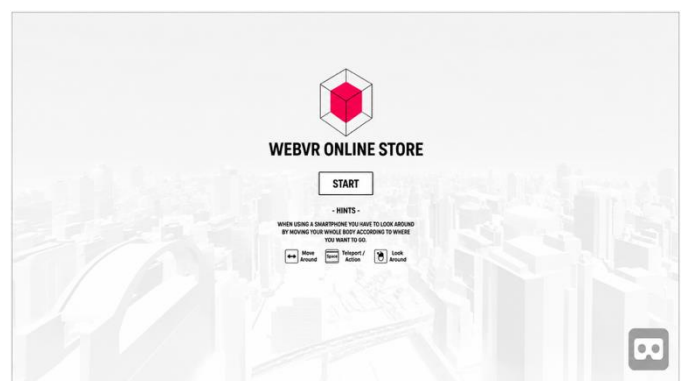 WEBVR ONLINE STORE
START
- HINTS -
WHEN USING A SMARTPHONE YOU HAVE TO LOOK AROUND
BY MOVING YOUR WHOLE BODY ACCORDING TO WHERE
YOU WANT TO GO.
Move
Around
Space
Teleport /
Action
Look
Around